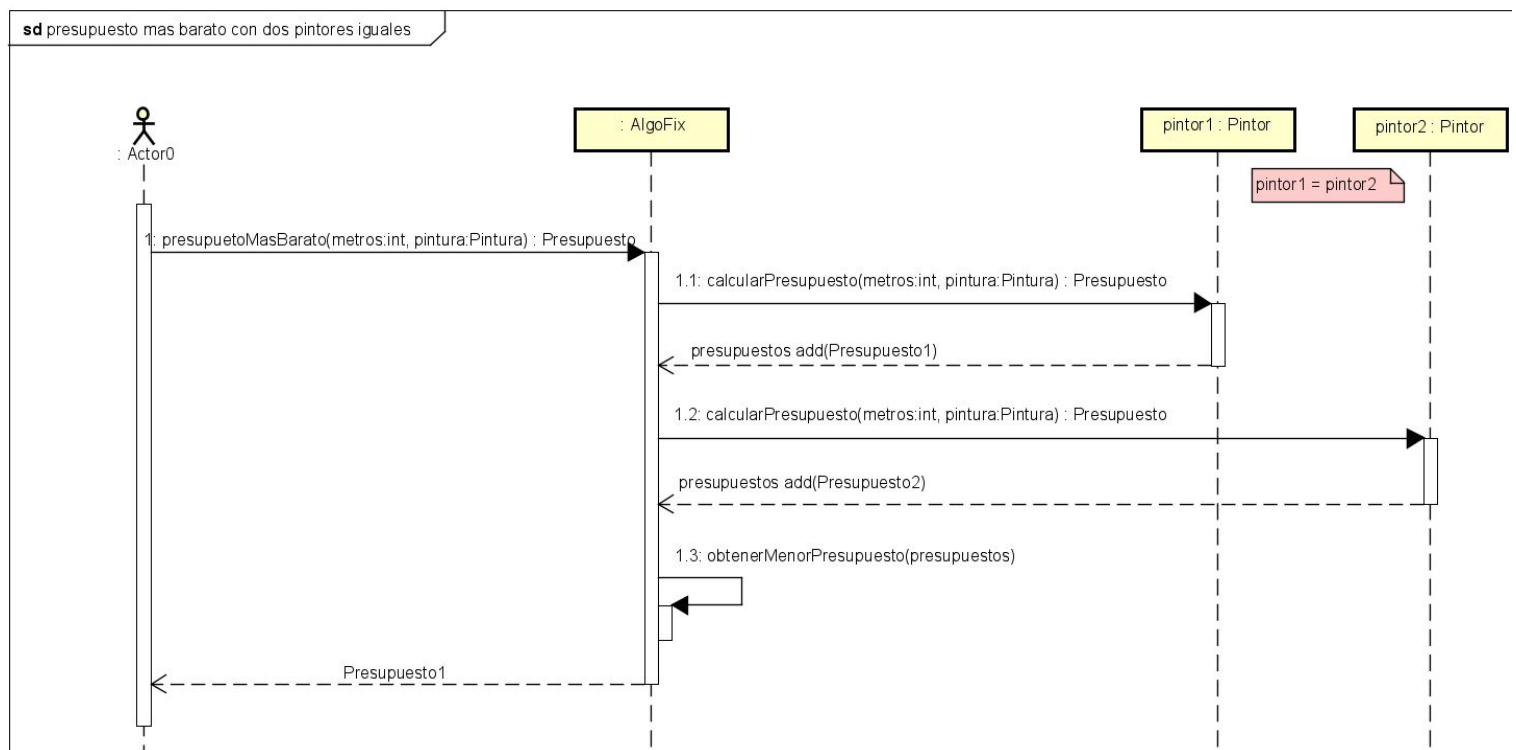 sd presupuesto mas barato con dos pintores iguales
: Actor0
: AlgoFix
pintor1 : Pintor
pintor2 : Pintor
pintor1 = pintor2
1: presupuetoMasBarato(metros:int, pintura:Pintura) : Presupuesto
1.1: calcularPresupuesto(metros:int, pintura:Pintura) : Presupuesto
presupuestos add(Presupuesto1)
1.2: calcularPresupuesto(metros:int, pintura:Pintura) : Presupuesto
presupuestos add(Presupuesto2)
1.3: obtenerMenorPresupuesto(presupuestos)
Presupuesto1